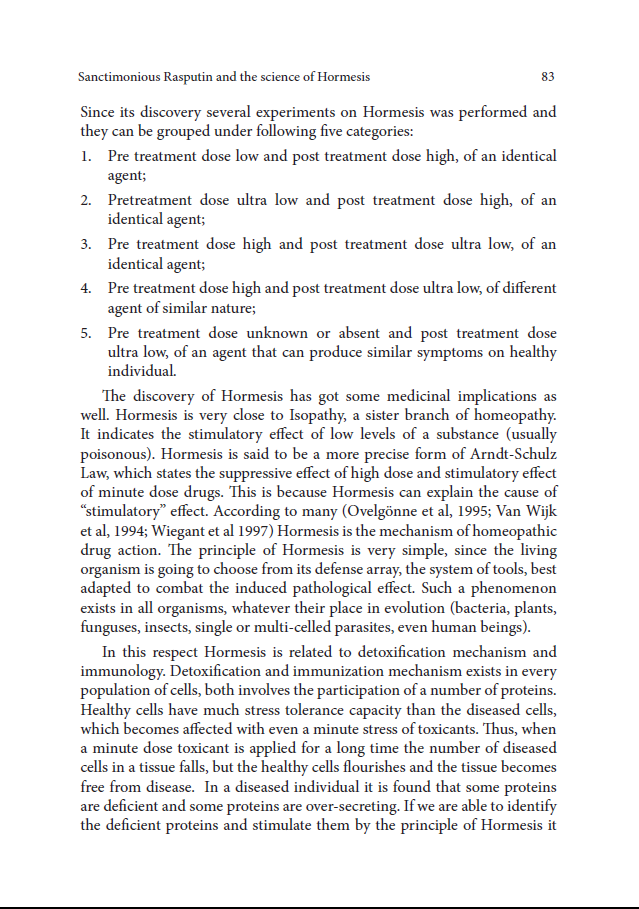 Sanctimonious Rasputin and the science of Hormesis 83
Since its discovery several experiments on Hormesis was performed and
they can be grouped under following five categories:
1. Pre treatment dose low and post treatment dose high, of an identical
agent;
2. Pretreatment dose ultra low and post treatment dose high, of an
identical agent;
3. Pre treatment dose high and post treatment dose ultra low, of an
identical agent;
4. Pre treatment dose high and post treatment dose ultra low, of different
agent of similar nature;
5. Pre treatment dose unknown or absent and post treatment dose
ultra low, of an agent that can produce similar symptoms on healthy
individual.
The discovery of Hormesis has got some medicinal implications as
well. Hormesis is very close to Isopathy, a sister branch of homeopathy.
It indicates the stimulatory effect of low levels of a substance (usually
poisonous). Hormesis is said to be a more precise form of Arndt-Schulz
Law, which states the suppressive effect of high dose and stimulatory effect
of minute dose drugs. This is because Hormesis can explain the cause of
“stimulatory” effect. According to many (Ovelgönne et al, 1995; Van Wijk
et al, 1994; Wiegant et al 1997) Hormesis is the mechanism of homeopathic
drug action. The principle of Hormesis is very simple, since the living
organism is going to choose from its defense array, the system of tools, best
adapted to combat the induced pathological effect. Such a phenomenon
exists in all organisms, whatever their place in evolution (bacteria, plants,
funguses, insects, single or multi-celled parasites, even human beings).
In this respect Hormesis is related to detoxification mechanism and
immunology. Detoxification and immunization mechanism exists in every
population of cells, both involves the participation of a number of proteins.
Healthy cells have much stress tolerance capacity than the diseased cells,
which becomes affected with even a minute stress of toxicants. Thus, when
a minute dose toxicant is applied for a long time the number of diseased
cells in a tissue falls, but the healthy cells flourishes and the tissue becomes
free from disease. In a diseased individual it is found that some proteins
are deficient and some proteins are over-secreting. If we are able to identify
the deficient proteins and stimulate them by the principle of Hormesis it